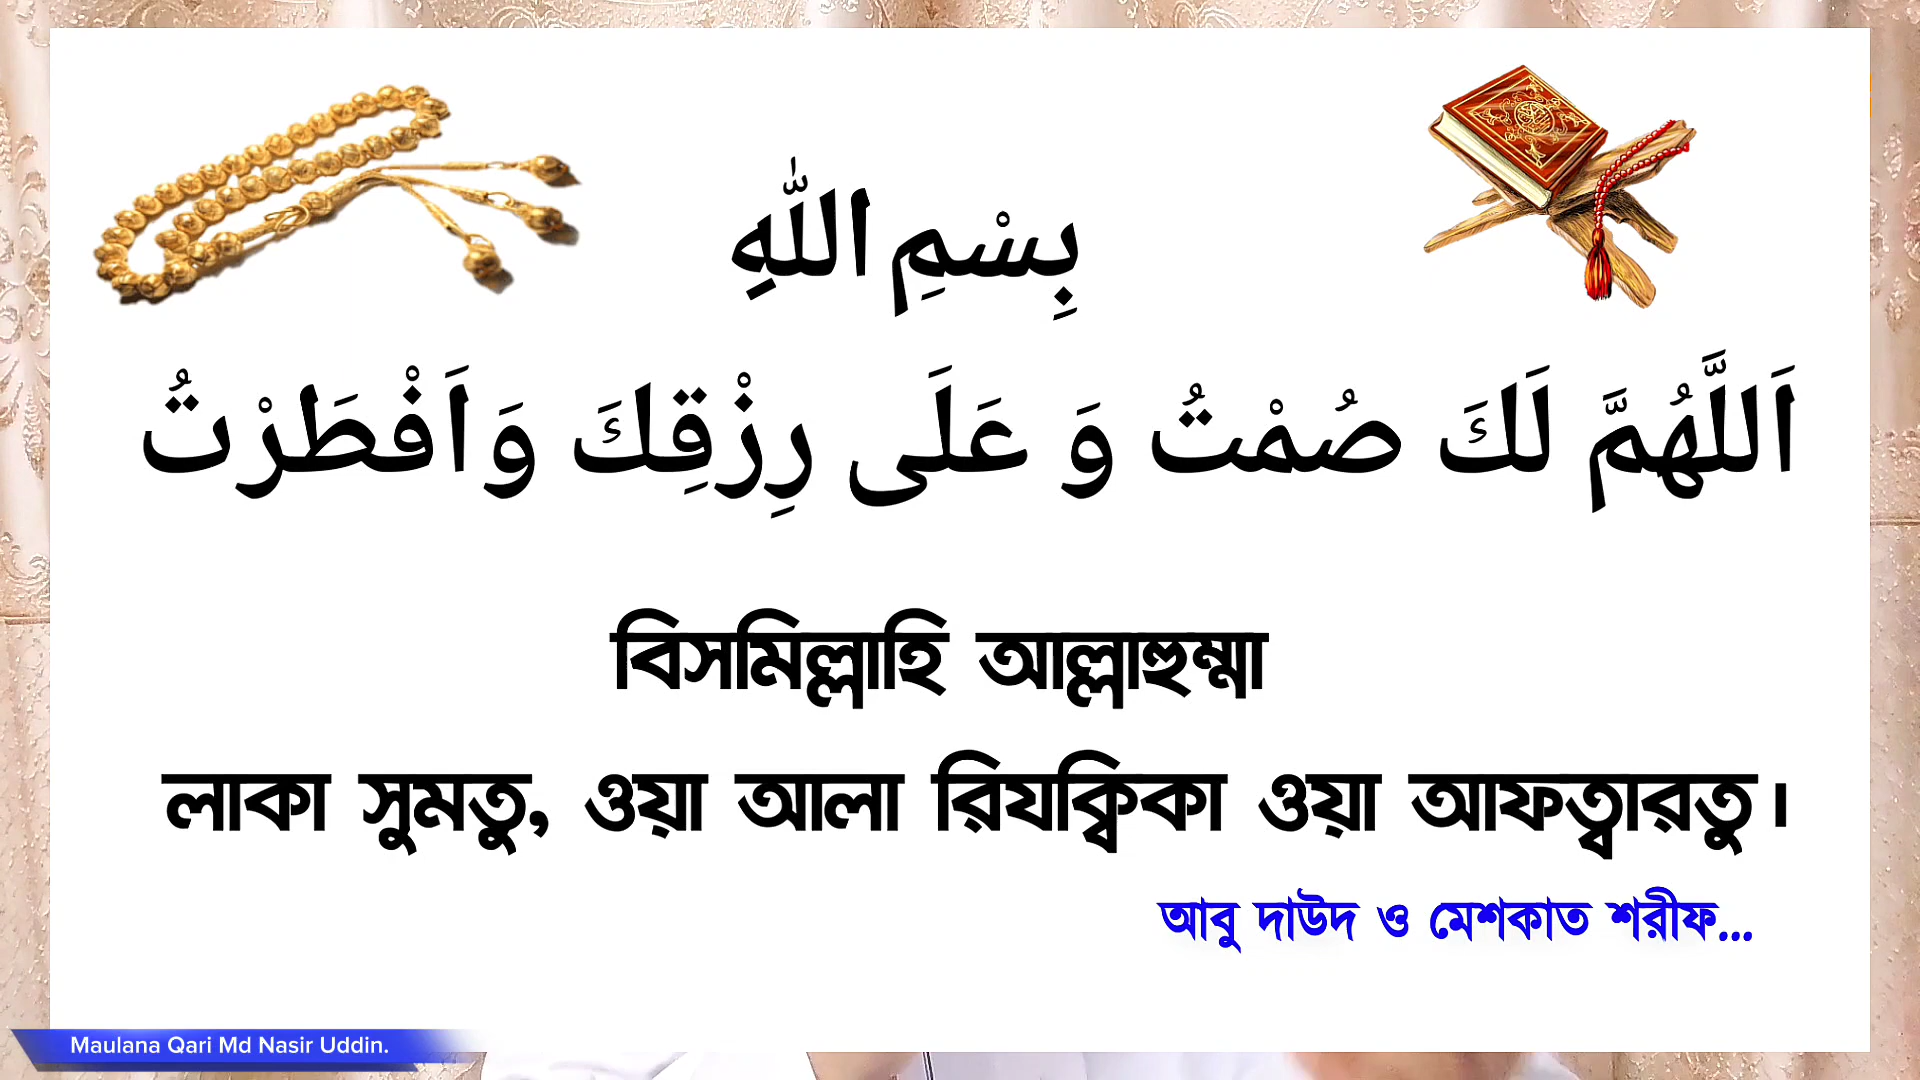 بِسْمِ اللّٰهِ
اَللَّهُمَّ لَكَ صُمْتُ وَ عَلَى رِزْقِكَ وَاَفْطَرْتُ
বিসমিল্লাহি আল্লাহুম্মা
লাকা সুমতু, ওয়া আলা রিযক্বিকা ওয়া আফত্বারতু।
আবু দাউদ ও মেশকাত শরীফ...
Maulana Qari Md Nasir Uddin.